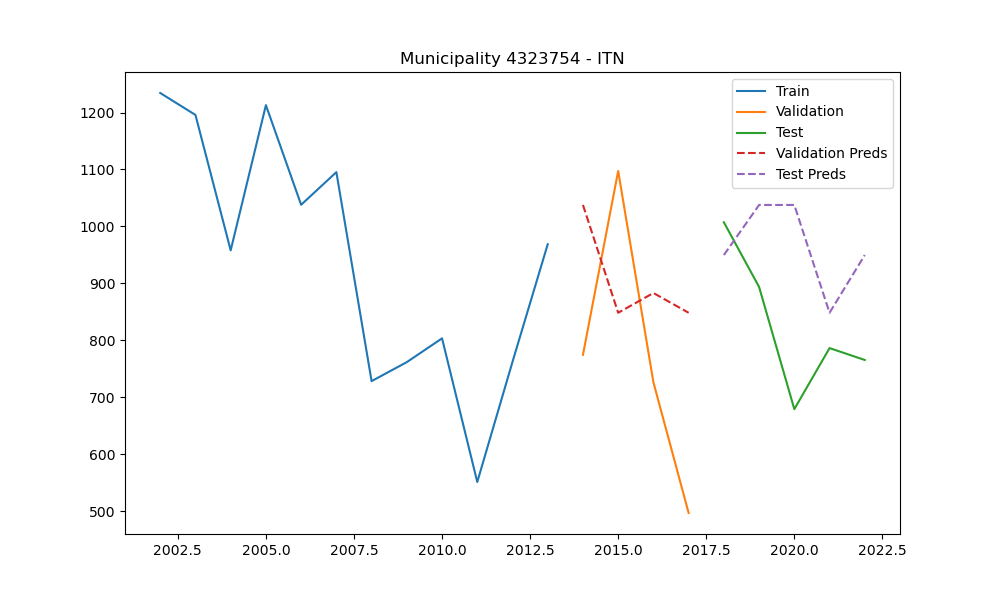 Municipality 4323754 - ITN
Train
Validation
Test
Validation Preds
Test Preds
1200
1100
1000
900
800
700
600
500
2002.5 2005.0 2007.5 2010.0 2012.5 2015.0 2017.5 2020.0 2022.5